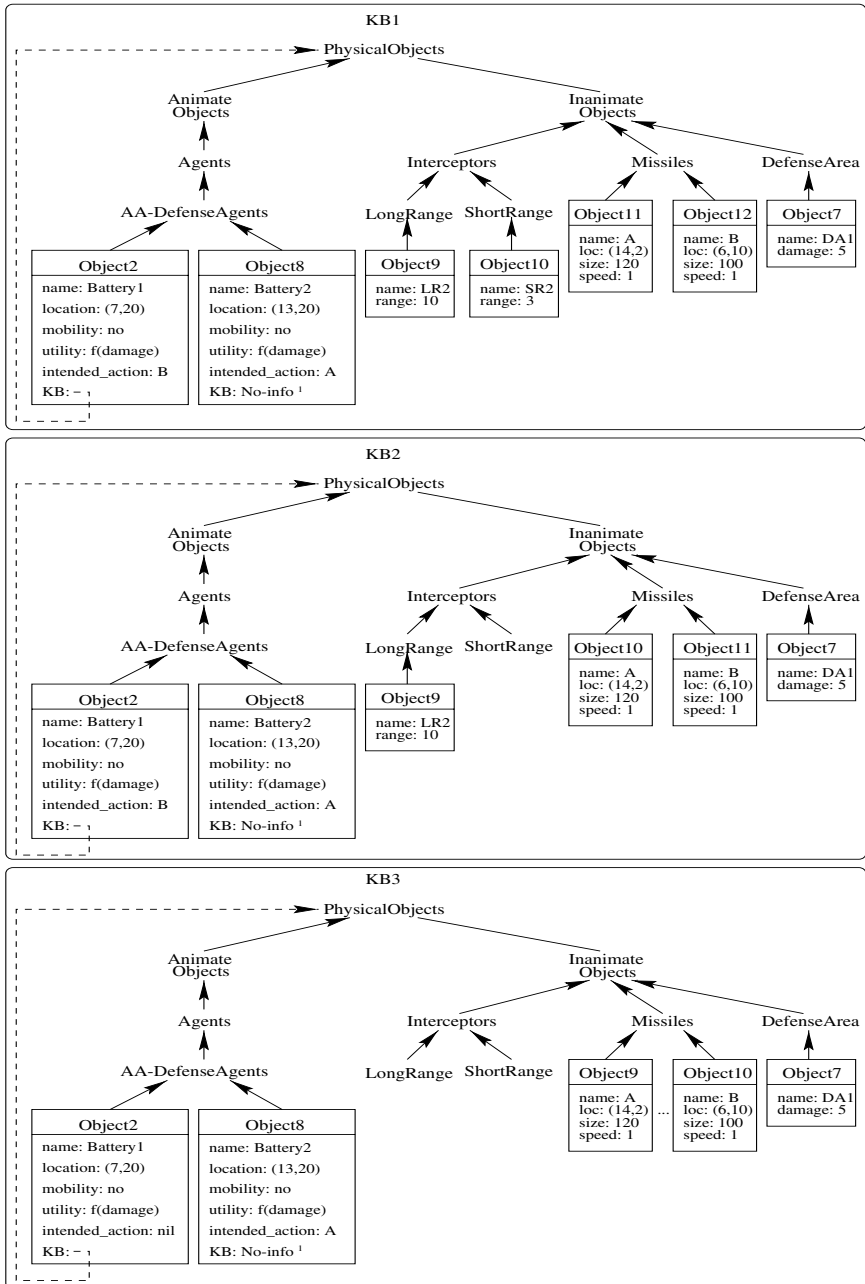 KB1
PhysicalObjects
Animate
Objects
Inanimate
Objects
Agents
Interceptors
Missiles
DefenseArea
AA-DefenseAgents
LongRange
ShortRange
Object2
name: Battery1
location: (7,20)
mobility: no
utility: f(damage)
intended_action: B
KB:
Object8
name: Battery2
location: (13,20)
mobility: no
utility: f(damage)
intended_action: A
KB: No-info 1
Object9
name: LR2
range: 10
Object10
name: SR2
range: 3
Object11
name: A
loc: (14,2)
size: 120
speed: 1
Object12
name: B
loc: (6,10)
size: 100
speed: 1
Object7
name: DA1
damage: 5
KB2
PhysicalObjects
Animate
Objects
Inanimate
Objects
Agents
Interceptors
Missiles
DefenseArea
AA-DefenseAgents
LongRange
ShortRange
Object2
name: Battery1
location: (7,20)
mobility: no
utility: f(damage)
intended_action: B
KB:
Object8
name: Battery2
location: (13,20)
mobility: no
utility: f(damage)
intended_action: A
KB: No-info 1
Object9
name: LR2
range: 10
Object10
name: A
loc: (14,2)
size: 120
speed: 1
Object11
name: B
loc: (6,10)
size: 100
speed: 1
Object7
name: DA1
damage: 5
KB3
PhysicalObjects
Animate
Objects
Inanimate
Objects
Agents
Interceptors
Missiles
DefenseArea
AA-DefenseAgents
LongRange
ShortRange
Object2
name: Battery1
location: (7,20)
mobility: no
utility: f(damage)
intended_action: nil
KB:
Object8
name: Battery2
location: (13,20)
mobility: no
utility: f(damage)
intended_action: A
KB: No-info 1
Object9
name: A
loc: (14,2)
size: 120
speed: 1
...
Object10
name: B
loc: (6,10)
size: 100
speed: 1
Object7
name: DA1
damage: 5